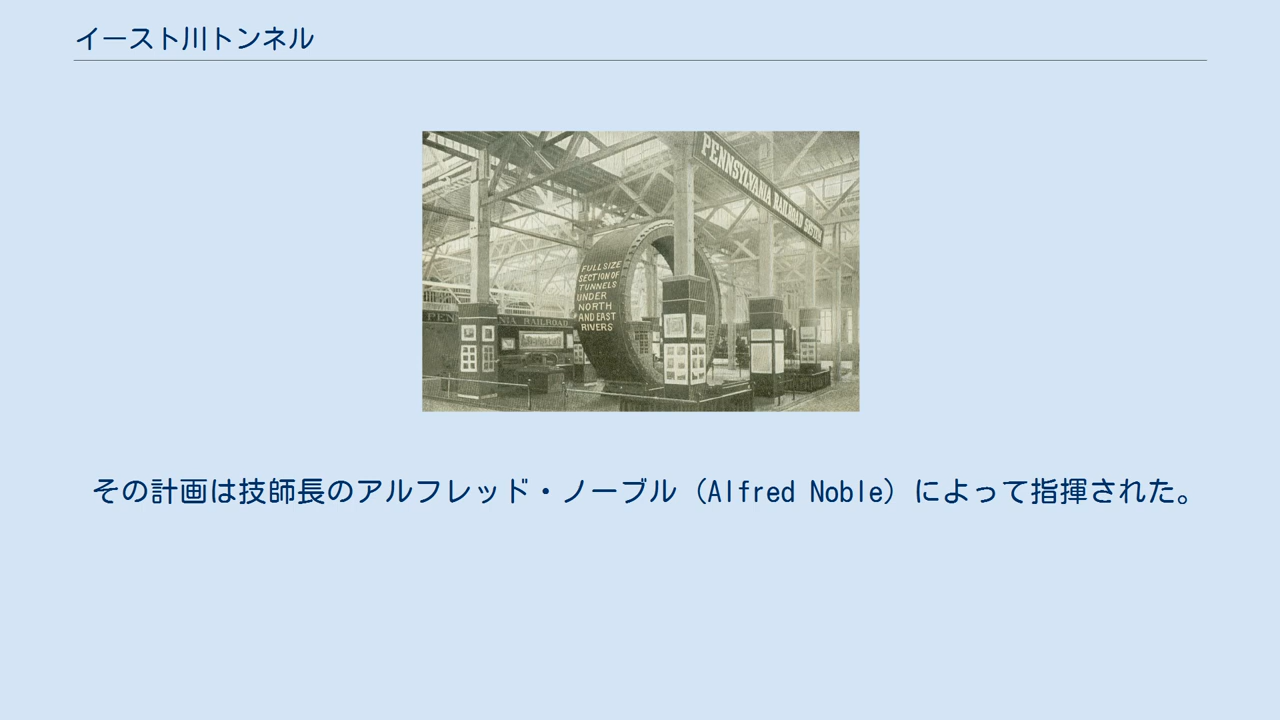 イースト川トンネル
PENNSYLVANIA RAILROAD SYSTEM
FULL SIZE
SECTION OF
TUNNELS
UNDER
NORTH
AND EAST
RIVERS
PENN
NIA RAILROAD
その計画は技師長のアルフレッド・ノーブル（Alfred Noble）によって指揮された。